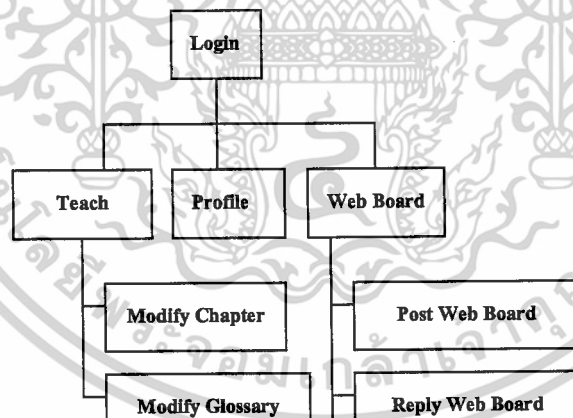 Login
Teach
Profile
Web Board
Modify Chapter
Post Web Board
Modify Glossary
Reply Web Board